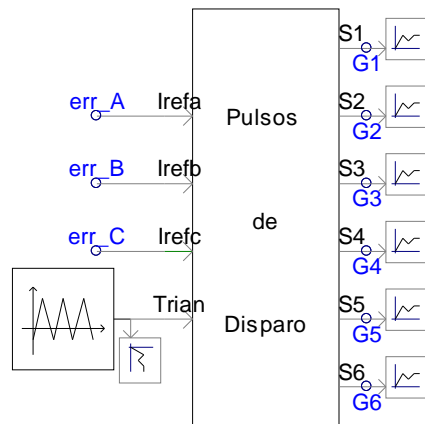 S1
G1
err_A Irefa
Pulsos
S2
G2
err_B Irefb
S3
G3
err_C Irefc
de
S4
G4
Trian
Disparo
S5
G5
S6
G6